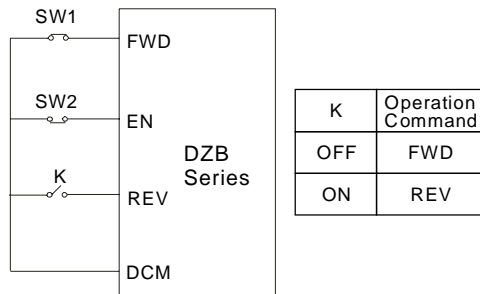 SW1
FWD
SW2
EN
K
REV
DCM
DZB
Series
K
Operation
Command
OFF
FWD
ON
REV